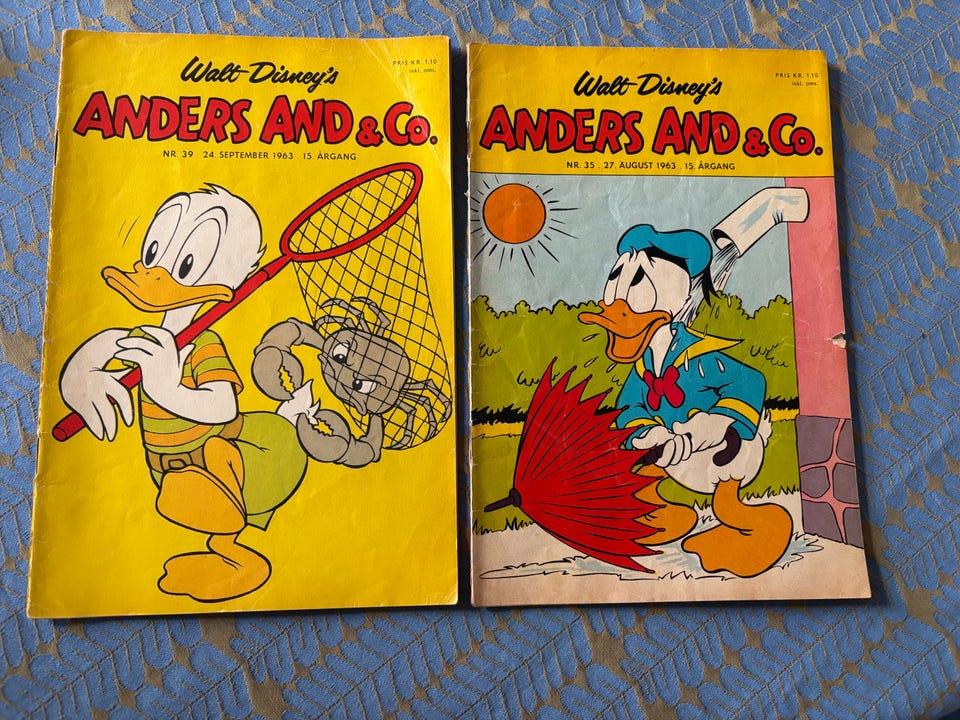 Walt Disney's
PRIS KR. 1.10
inkl. oms.
ANDERS AND & Co.
NR. 39 . 24. SEPTEMBER 1963 . 15. ÅRGANG
Walt Disney's
PRIS KR. 1,10
inkl. oms.
ANDERS AND & Co.
NR. 35 . 27. AUGUST 1963 . 15. ÅRGANG